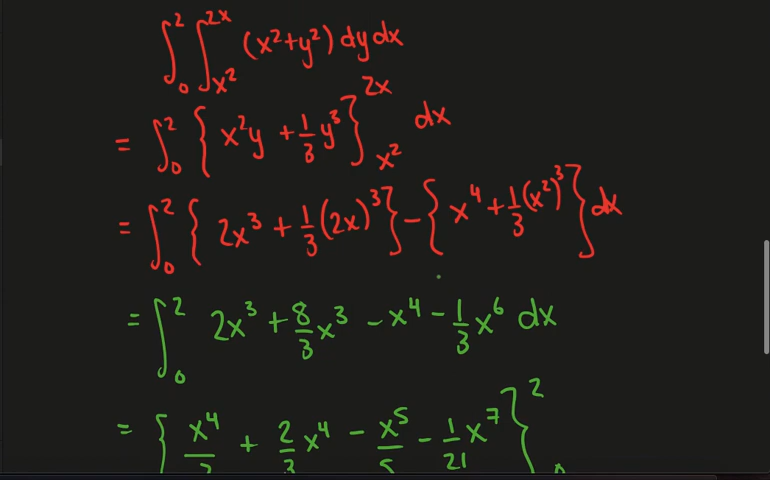 ∫₀² ∫_{x²}^{2x} (x²+y²) dy dx
= ∫₀² { x²y + 1/3 y³ }_{x²}^{2x} dx
= ∫₀² { 2x³ + 1/3 (2x)³ } - { x⁴ + 1/3 (x²)³ } dx
= ∫₀² 2x³ + 8/3 x³ - x⁴ - 1/3 x⁶ dx
= { x⁴/2 + 2/3 x⁴ - x⁵/5 - 1/21 x⁷ }₀²